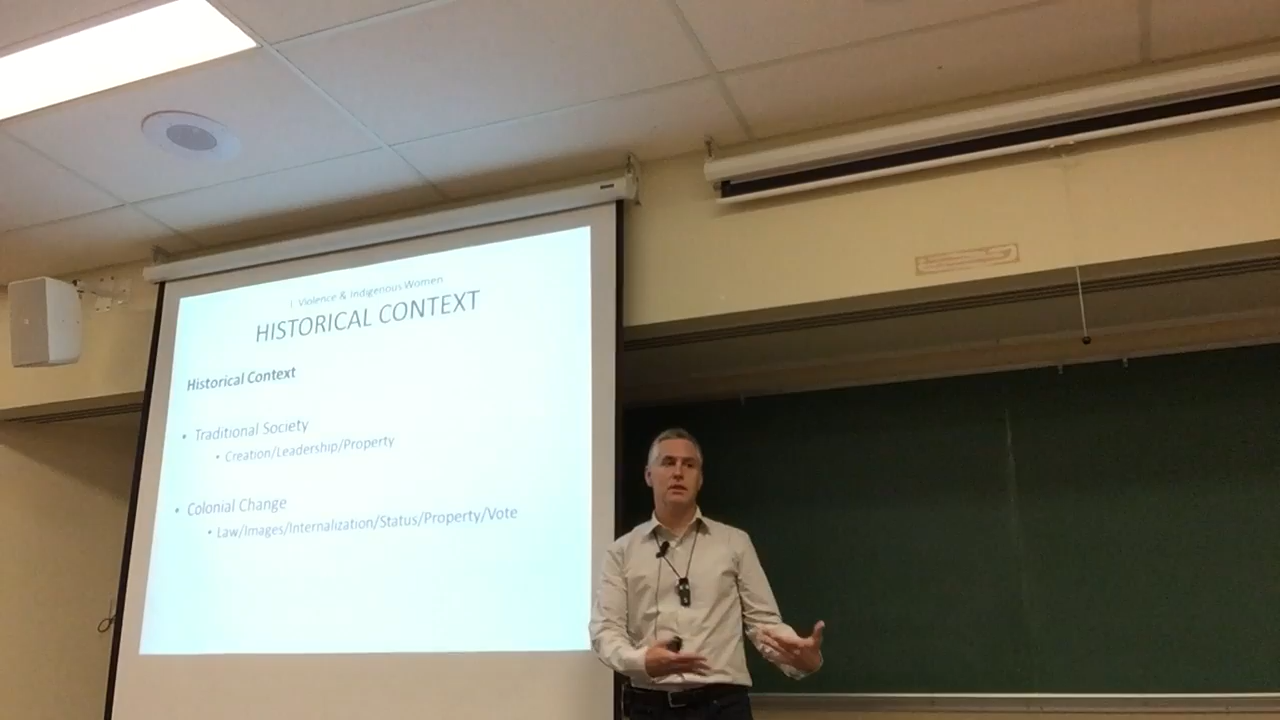 I Violence & Indigenous Women
HISTORICAL CONTEXT
Historical Context
• Traditional Society
• Creation/Leadership/Property
• Colonial Change
• Law/Images/Internalization/Status/Property/Vote